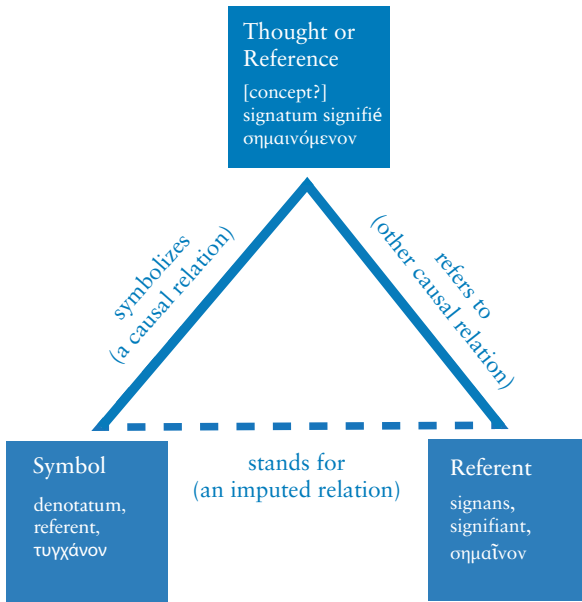 Thought or
Reference
[concept?]
signatum signifié
σημαινόμενον
symbolizes
(a causal relation)
refers to
(other causal relation)
Symbol
denotatum,
referent,
τυγχάνον
stands for
(an imputed relation)
Referent
signans,
signifiant,
σημαῖνον